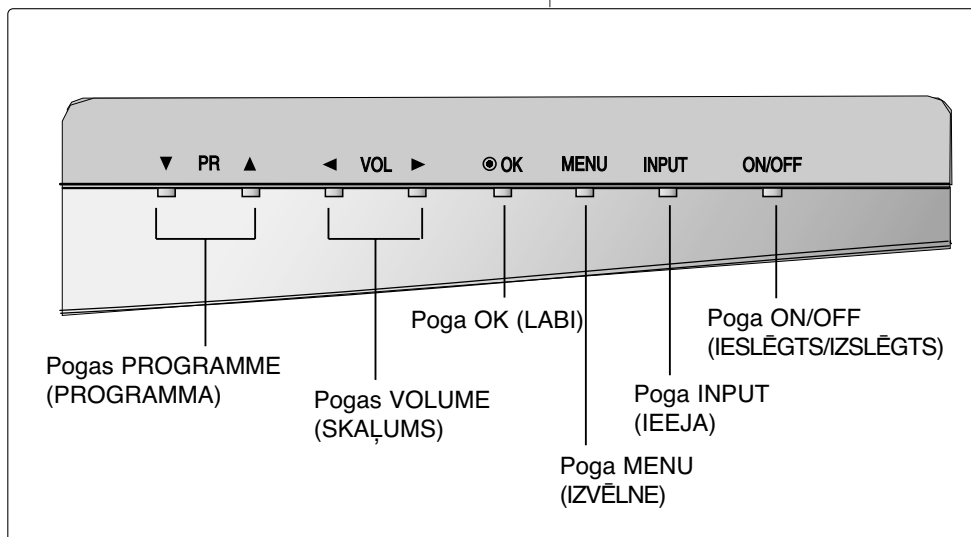 ▼ PR ▲ ◄ VOL ► ◉ OK MENU INPUT ON/OFF
Poga OK (LABI)
Poga ON/OFF
(IESLĒGTS/IZSLĒGTS)
Pogas PROGRAMME
(PROGRAMMA)
Pogas VOLUME
(SKAĻUMS)
Poga INPUT
(IEEJA)
Poga MENU
(IZVĒLNE)